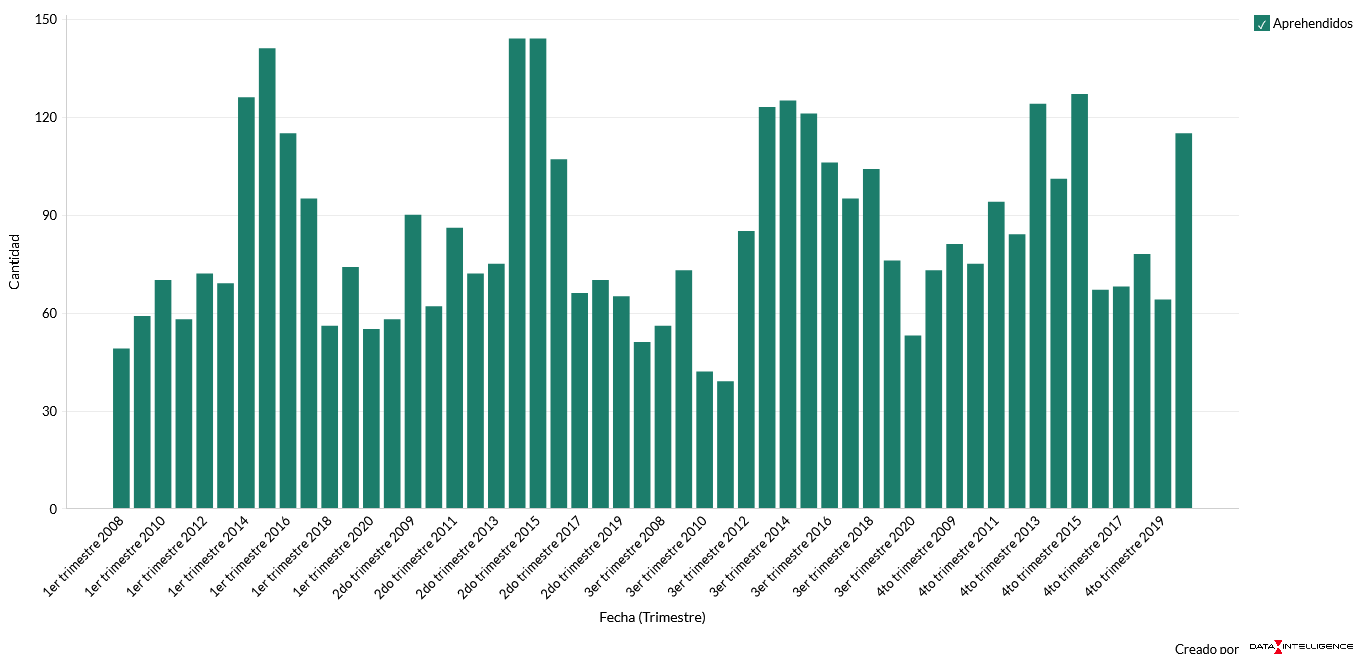 150
120
90
60
30
0
Cantidad
1er trimestre 2008
1er trimestre 2010
1er trimestre 2012
1er trimestre 2014
1er trimestre 2016
1er trimestre 2018
1er trimestre 2020
2do trimestre 2009
2do trimestre 2011
2do trimestre 2013
2do trimestre 2015
2do trimestre 2017
2do trimestre 2019
3er trimestre 2008
3er trimestre 2010
3er trimestre 2012
3er trimestre 2014
3er trimestre 2016
3er trimestre 2018
3er trimestre 2020
4to trimestre 2009
4to trimestre 2011
4to trimestre 2013
4to trimestre 2015
4to trimestre 2017
4to trimestre 2019
Fecha (Trimestre)
Aprehendidos
Creado por DATA INTELLIGENCE